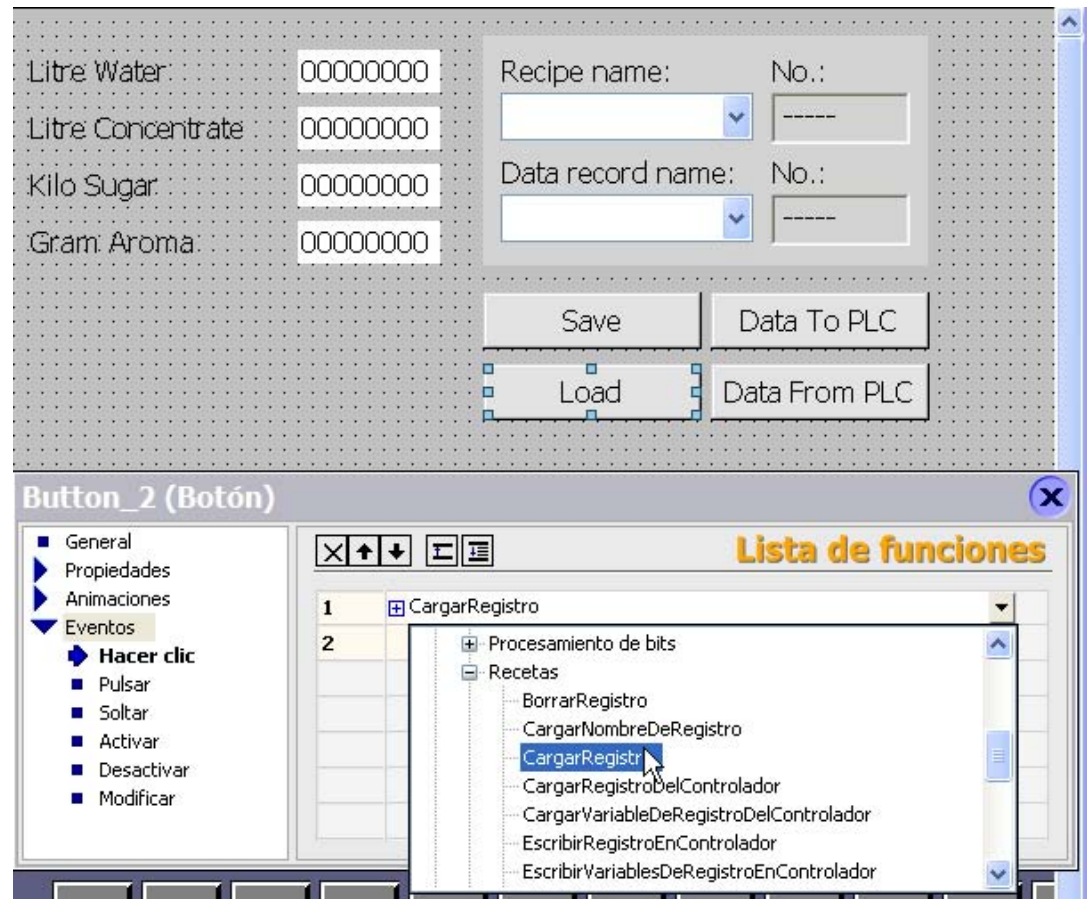 Litre Water 00000000
Litre Concentrate 00000000
Kilo Sugar 00000000
Gram Aroma 00000000
Recipe name: No.:
-----
Data record name: No.:
-----
Save Data To PLC
Load Data From PLC
Button_2 (Botón)
General
Propiedades
Animaciones
Eventos
Hacer clic
Pulsar
Soltar
Activar
Desactivar
Modificar
Lista de funciones
1 CargarRegistro
2
Procesamiento de bits
Recetas
BorrarRegistro
CargarNombreDeRegistro
CargarRegistr
CargarRegistroDelControlador
CargarVariableDeRegistroDelControlador
EscribirRegistroEnControlador
EscribirVariablesDeRegistroEnControlador